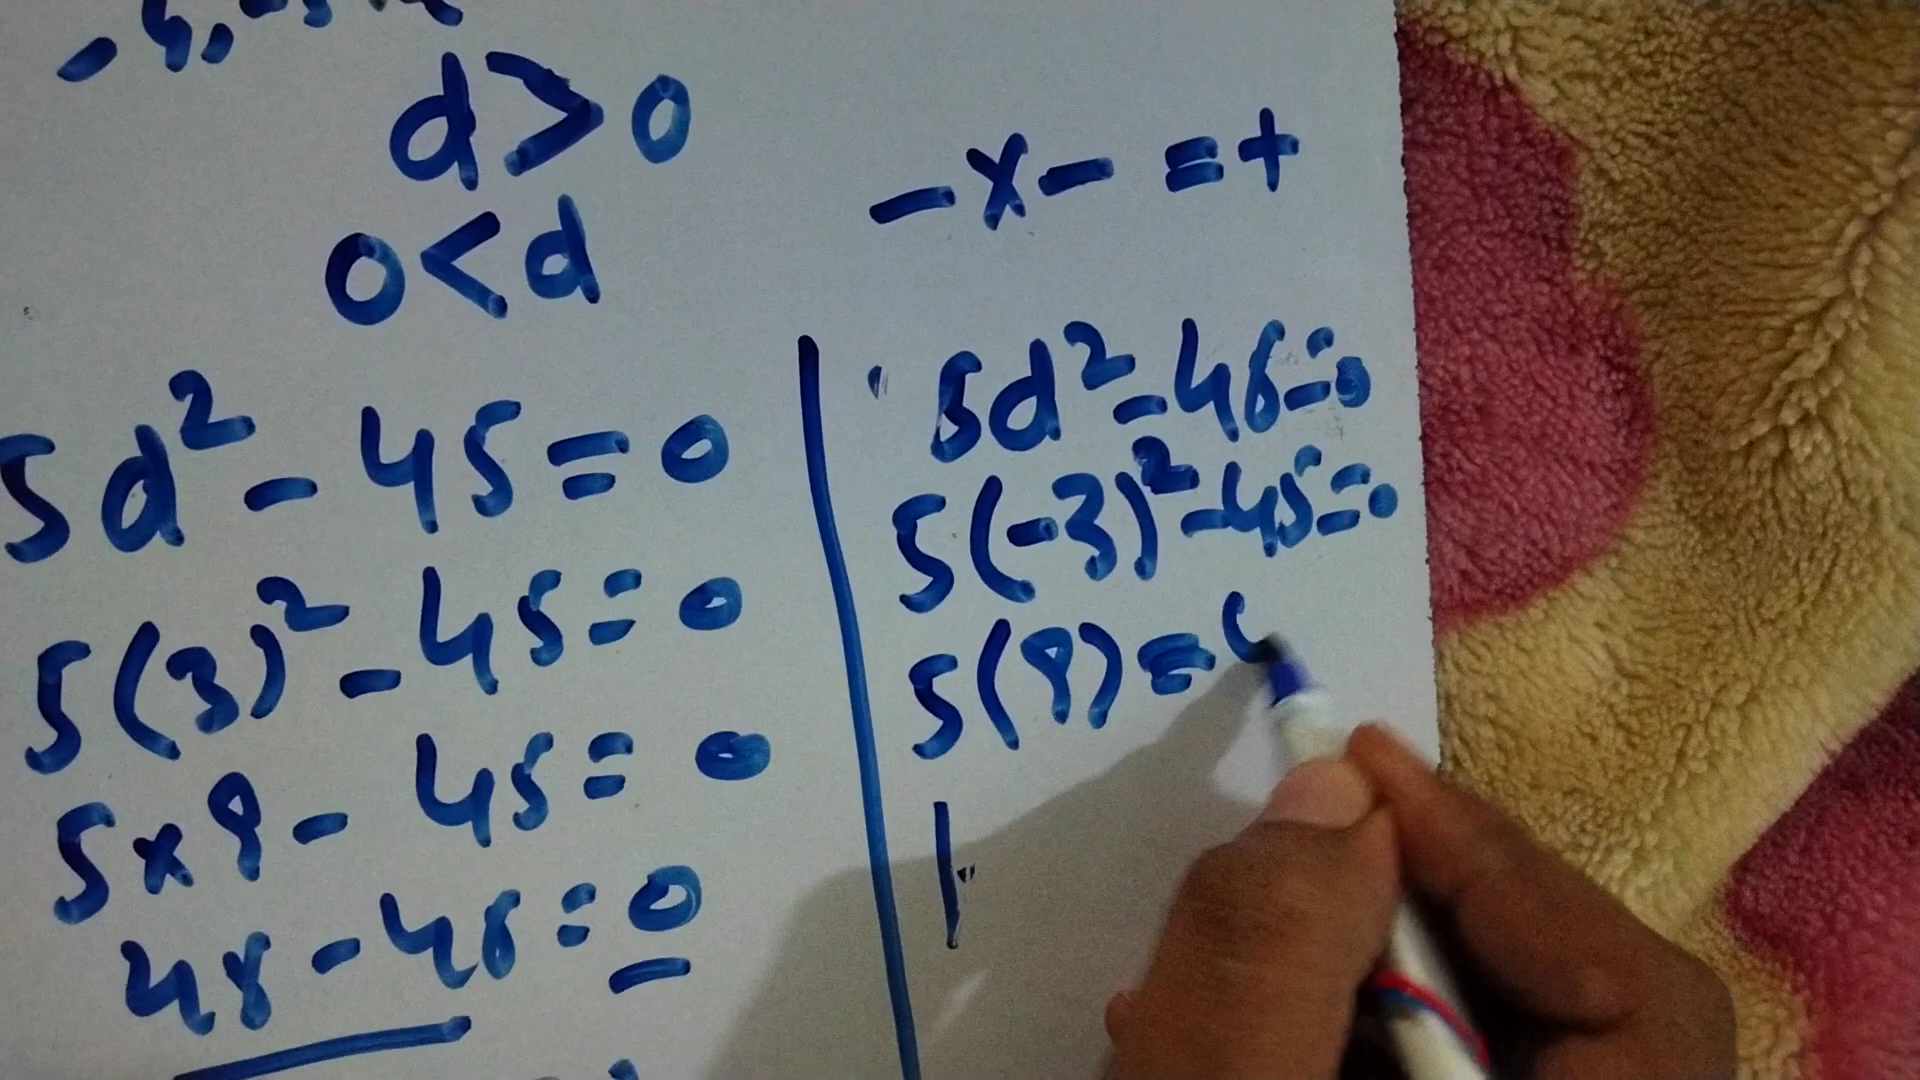 d > 0
0 < d
- x - = +
5d² - 45 = 0
5(3)² - 45 = 0
5 x 9 - 45 = 0
45 - 45 = 0
5d² - 45 = 0
5(-3)² - 45 = 0
5(9) =